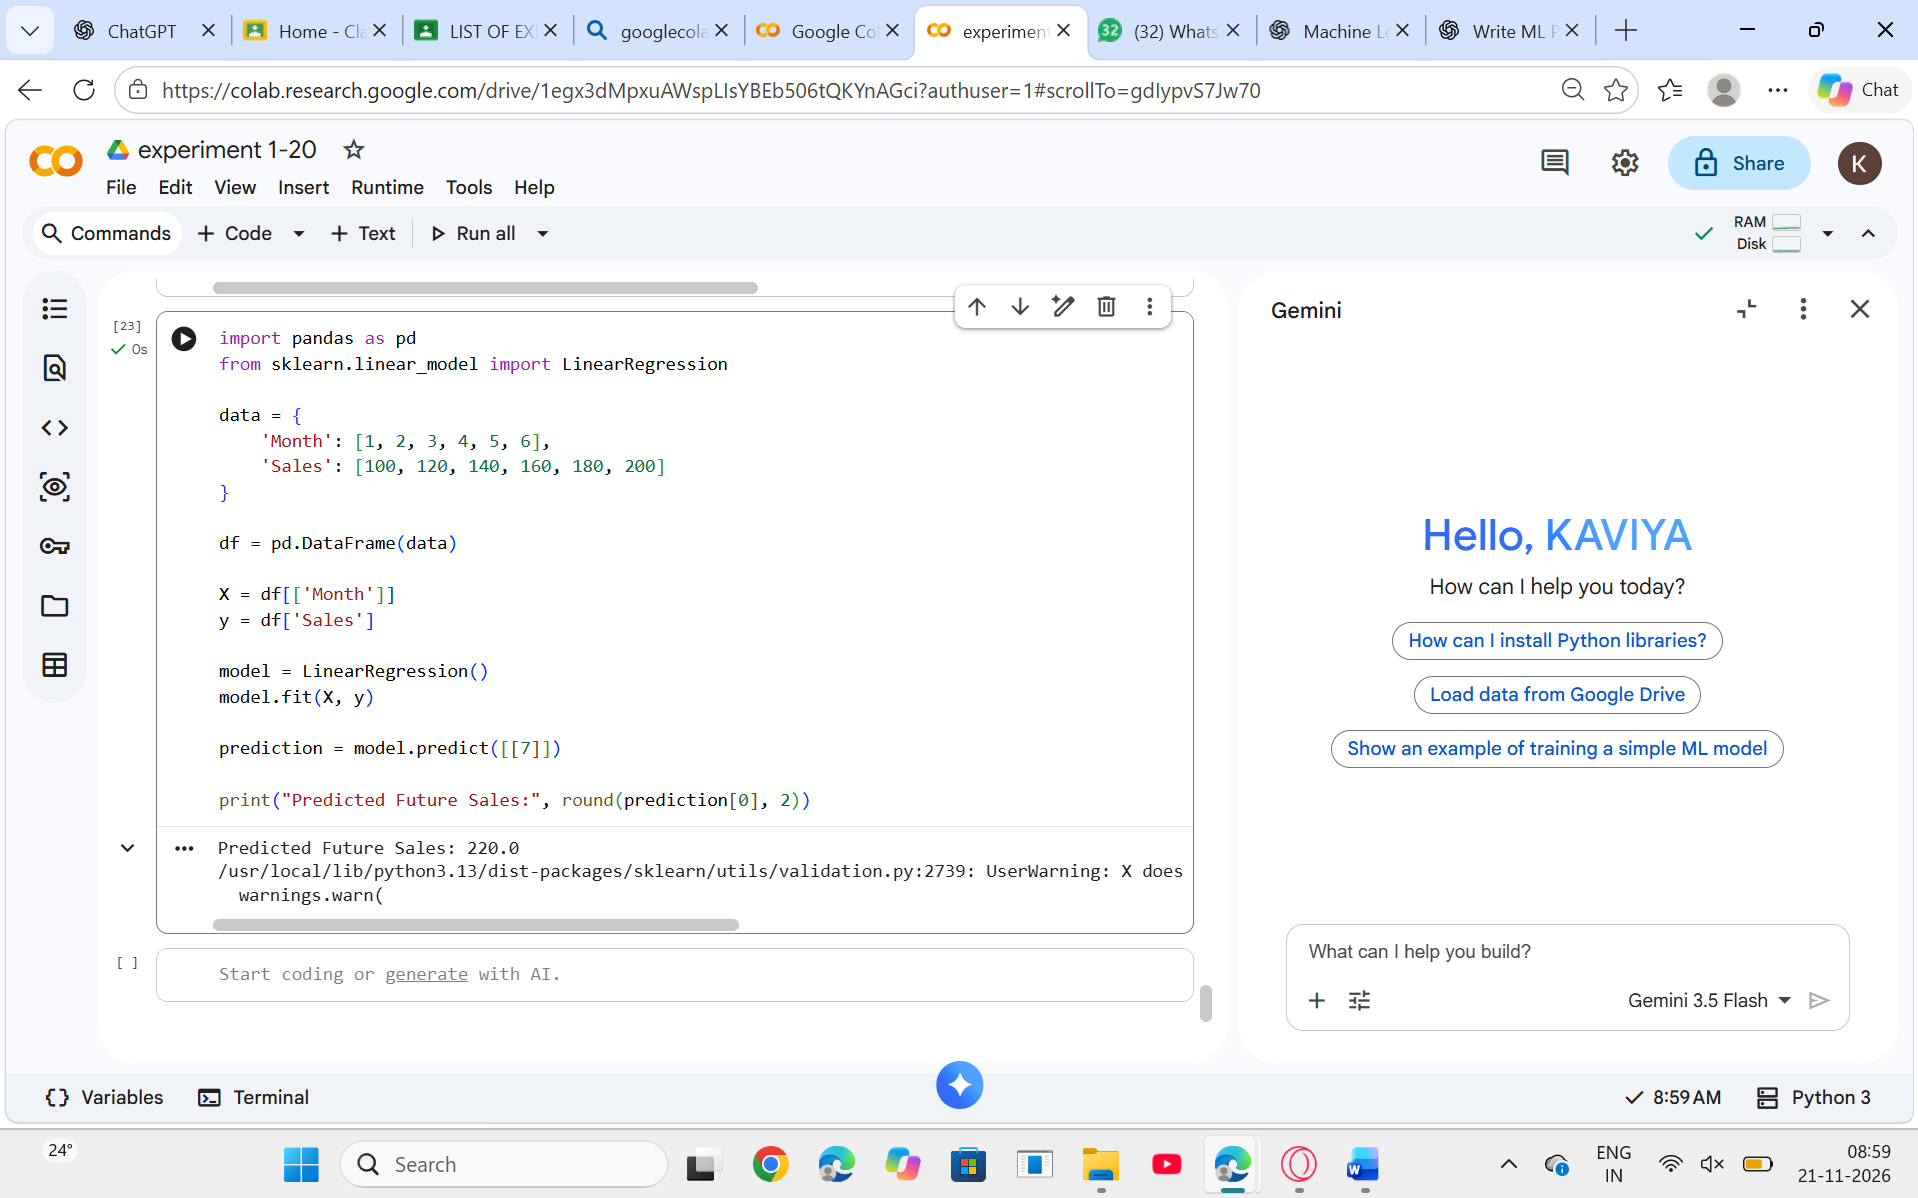 ChatGPT
Home - Cla
LIST OF EX
googlecola
Google Co
experiment
32
(32) Whats
Machine Le
Write ML P
https://colab.research.google.com/drive/1egx3dMpxuAWspLIsYBEb506tQKYnAGci?authuser=1#scrollTo=gdIypvS7Jw70
Chat
experiment 1-20
File Edit View Insert Runtime Tools Help
Share
K
Commands
+ Code
+ Text
Run all
RAM
Disk
[23]
0s
import pandas as pd
from sklearn.linear_model import LinearRegression
data = {
'Month': [1, 2, 3, 4, 5, 6],
'Sales': [100, 120, 140, 160, 180, 200]
}
df = pd.DataFrame(data)
X = df[['Month']]
y = df['Sales']
model = LinearRegression()
model.fit(X, y)
prediction = model.predict([[7]])
print("Predicted Future Sales:", round(prediction[0], 2))
Predicted Future Sales: 220.0
/usr/local/lib/python3.13/dist-packages/sklearn/utils/validation.py:2739: UserWarning: X does
warnings.warn(
[ ]
Start coding or generate with AI.
Gemini
Hello, KAVIYA
How can I help you today?
How can I install Python libraries?
Load data from Google Drive
Show an example of training a simple ML model
What can I help you build?
Gemini 3.5 Flash
Variables
Terminal
8:59 AM
Python 3
24°
Search
ENG
IN
08:59
21-11-2026